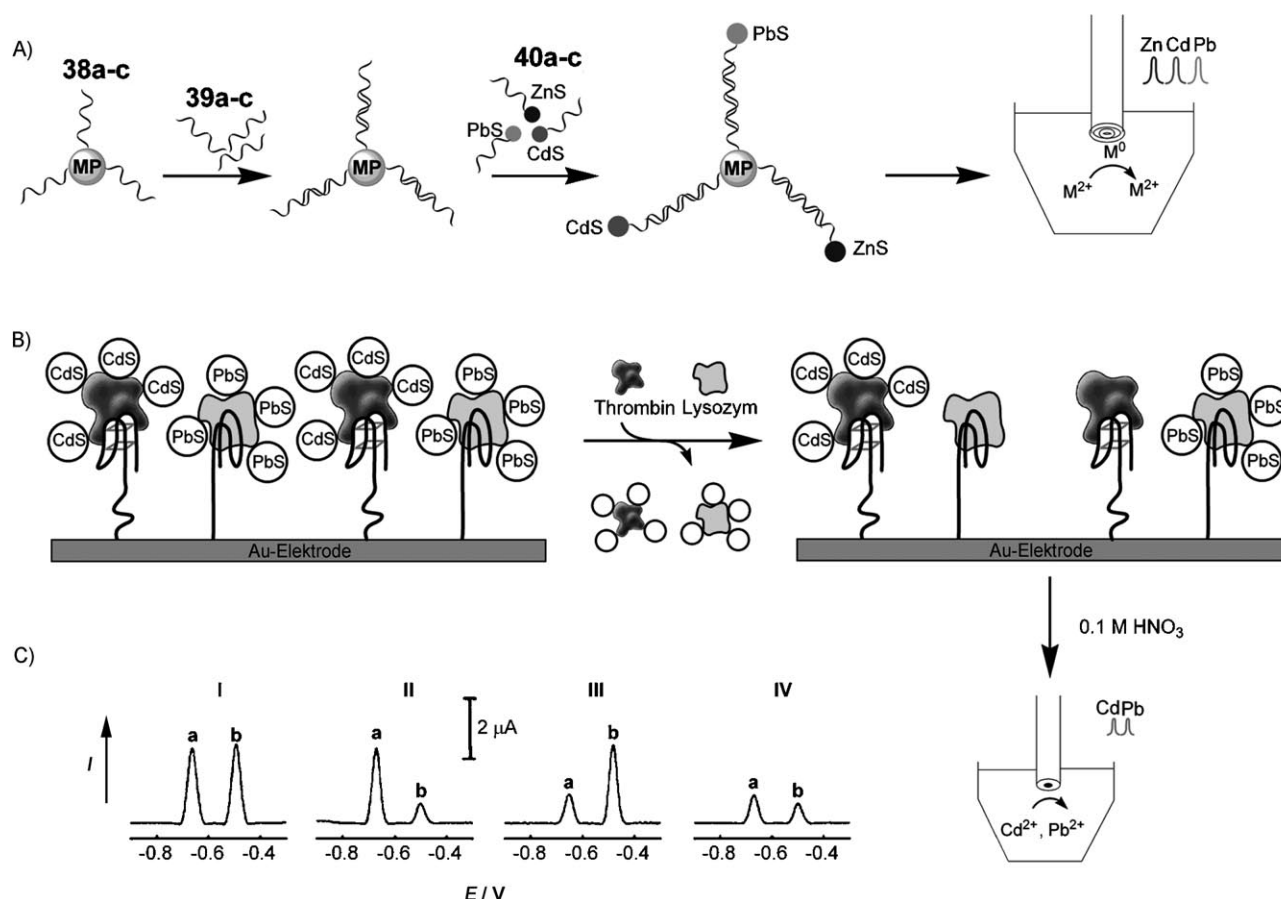 A)
38a-c
39a-c
40a-c
ZnS
PbS
CdS
PbS
Zn Cd Pb
MP
MP
MP
M⁰
M²⁺ M²⁺
CdS
ZnS
B)
CdS
CdS CdS
CdS
PbS
PbS
PbS
PbS
CdS
CdS CdS
CdS
PbS
PbS
PbS
PbS
Au-Elektrode
Thrombin Lysozym
CdS
CdS CdS
CdS
PbS
PbS
PbS
PbS
Au-Elektrode
0.1 M HNO₃
CdPb
Cd²⁺, Pb²⁺
C)
I II III IV
2 µA
I
a b
a b
a b
a b
-0.8 -0.6 -0.4
-0.8 -0.6 -0.4
-0.8 -0.6 -0.4
-0.8 -0.6 -0.4
E / V